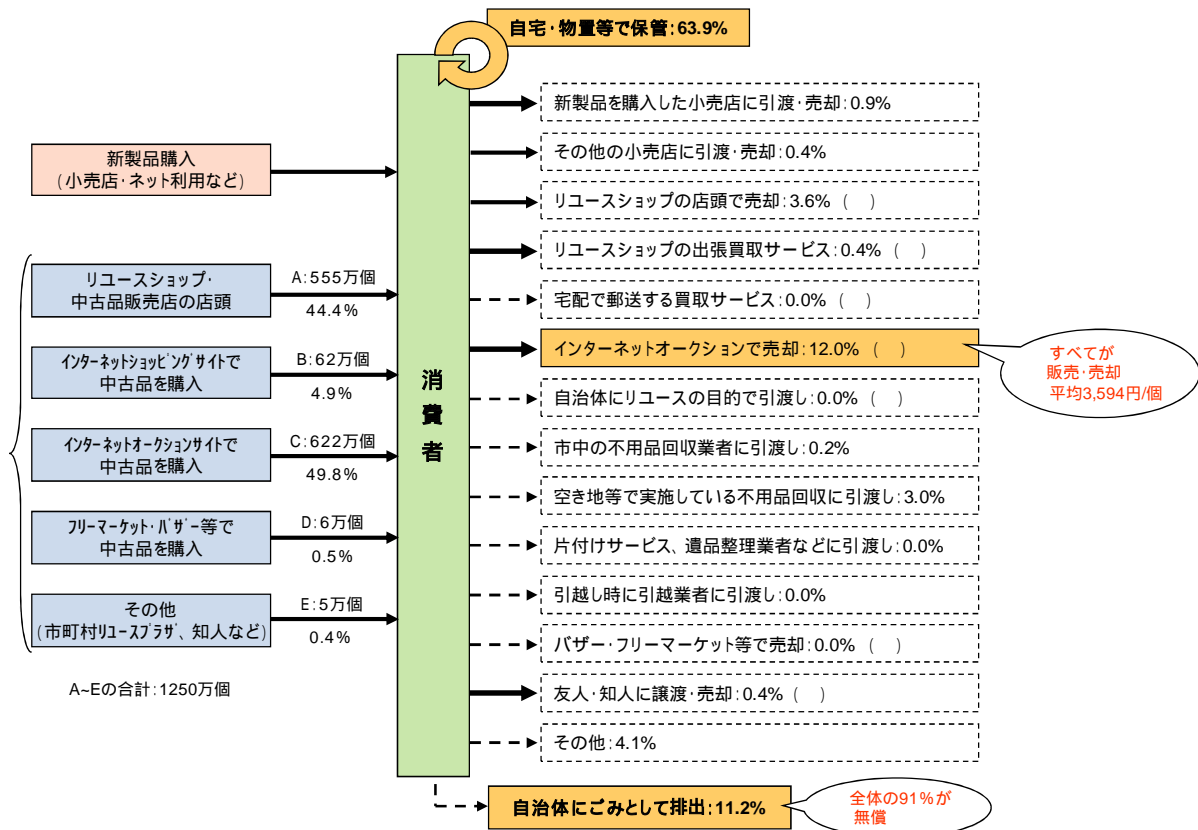 自宅・物置等で保管:63.9%
新製品購入
(小売店・ネット利用など)
リユースショップ・
中古品販売店の店頭
A:555万個
44.4%
インターネットショッピングサイトで
中古品を購入
B:62万個
4.9%
インターネットオークションサイトで
中古品を購入
C:622万個
49.8%
フリーマーケット・バザー等で
中古品を購入
D:6万個
0.5%
その他
(市町村リユースプラザ、知人など)
E:5万個
0.4%
A~Eの合計:1250万個
消費者
新製品を購入した小売店に引渡・売却:0.9%
その他の小売店に引渡・売却:0.4%
リユースショップの店頭で売却:3.6% ( )
リユースショップの出張買取サービス:0.4% ( )
宅配で郵送する買取サービス:0.0% ( )
インターネットオークションで売却:12.0% ( )
すべてが
販売・売却
平均3,594円/個
自治体にリユースの目的で引渡し:0.0% ( )
市中の不用品回収業者に引渡し:0.2%
空き地等で実施している不用品回収に引渡し:3.0%
片付けサービス、遺品整理業者などに引渡し:0.0%
引越し時に引越業者に引渡し:0.0%
バザー・フリーマーケット等で売却:0.0% ( )
友人・知人に譲渡・売却:0.4% ( )
その他:4.1%
自治体にごみとして排出:11.2%
全体の91%が
無償